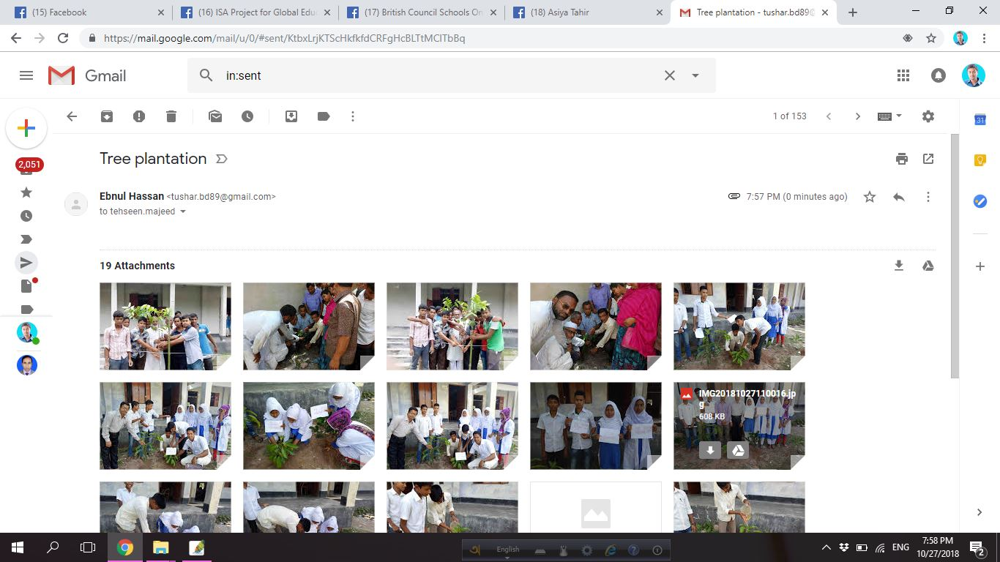 (15) Facebook
(16) ISA Project for Global Edu
(17) British Council Schools On
(18) Asiya Tahir
Tree plantation - tushar.bd89@
https://mail.google.com/mail/u/0/#sent/KtbxLrjKTScHkfkfdCRFgHcBLTtMClTbBq
Gmail
in:sent
1 of 153
31
2,051
Tree plantation
Ebnul Hassan <tushar.bd89@gmail.com>
7:57 PM (0 minutes ago)
to tehseen.majeed
19 Attachments
IMG20181027110016.jp
g
608 KB
English
ENG
7:58 PM
10/27/2018
2